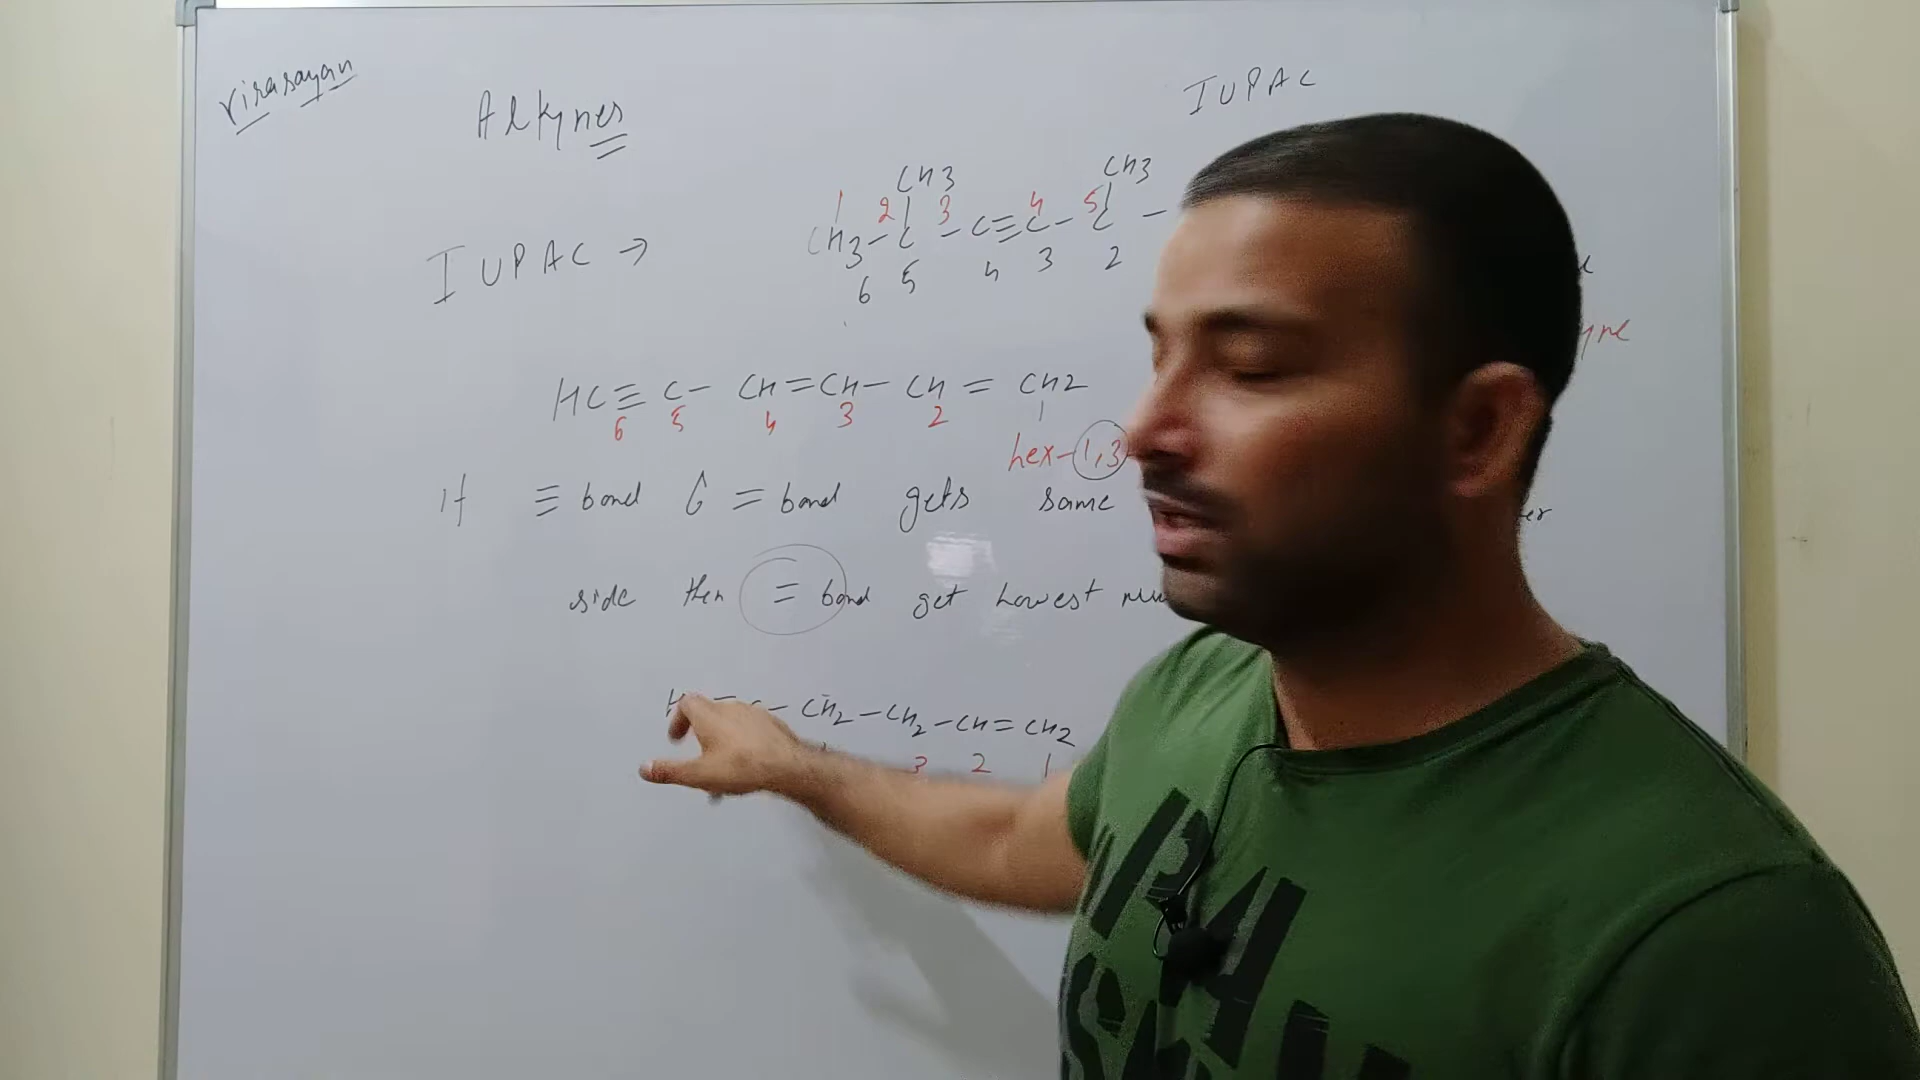 Virasayan
Alkynes
IUPAC
CH3 CH3
1 2 3 4 5
CH3-C-C≡C-C-
6 5 4 3 2
IUPAC →
yne
HC≡C-CH=CH-CH=CH2
6 5 4 3 2 1
hex-1,3
If ≡ bond & = bond gets same
side then = bond get Lowest
CH2-CH2-CH=CH2
3 2 1